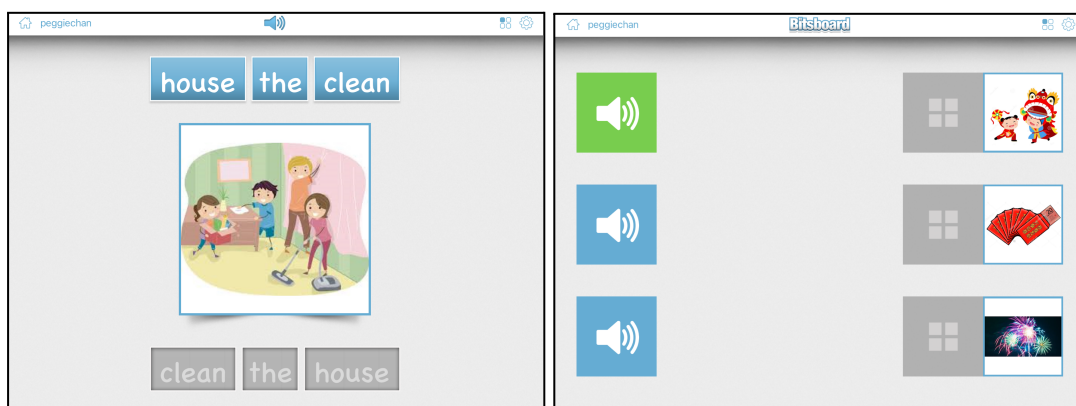 peggiechan
house the clean
clean the house
peggiechan
Bitsboard